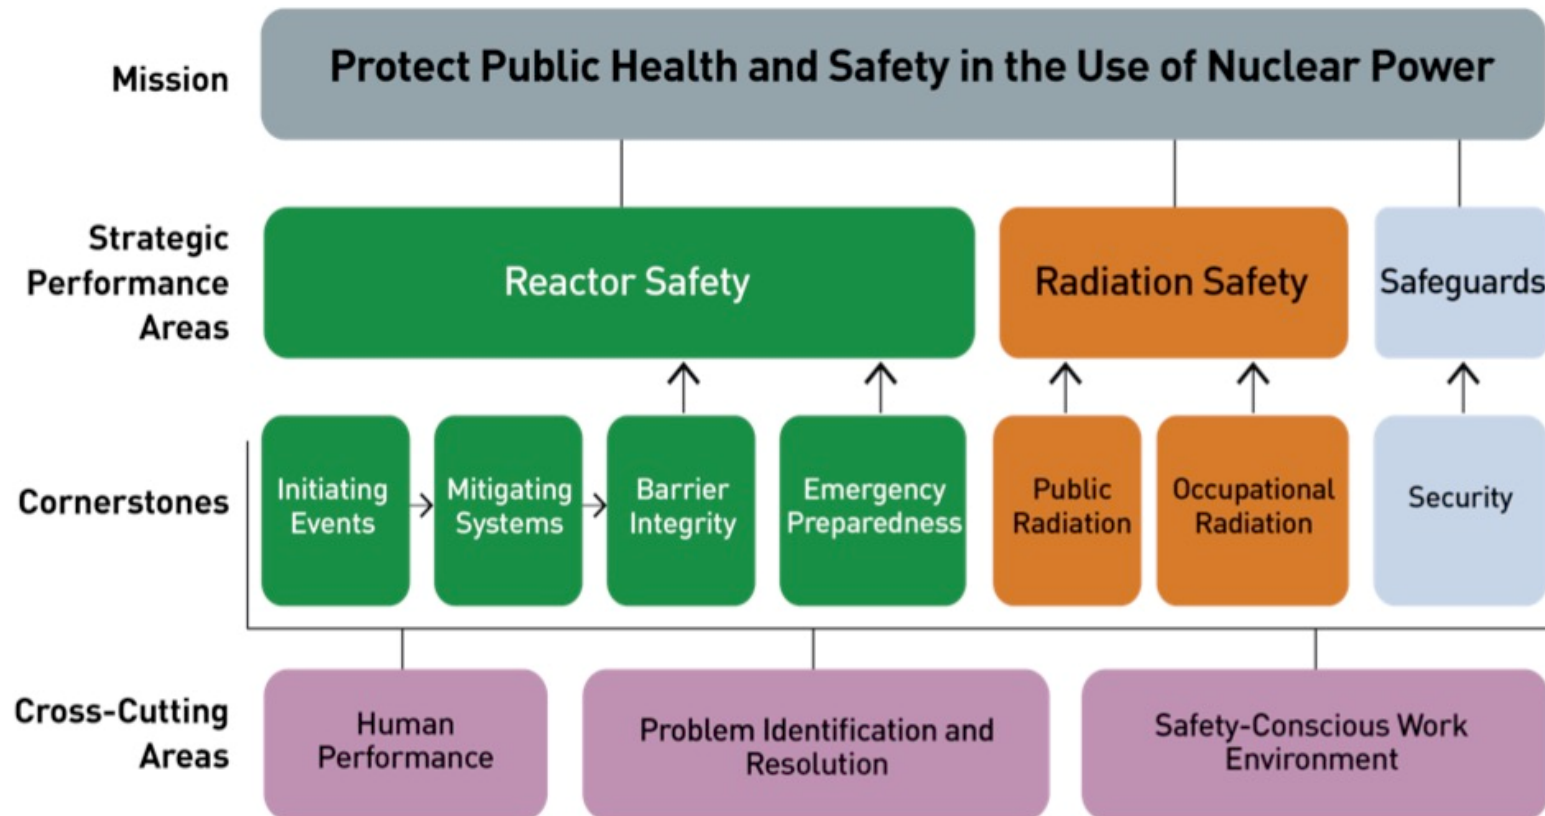 Mission
Protect Public Health and Safety in the Use of Nuclear Power
Strategic
Performance
Areas
Reactor Safety
Radiation Safety
Safeguards
Cornerstones
Initiating
Events
Mitigating
Systems
Barrier
Integrity
Emergency
Preparedness
Public
Radiation
Occupational
Radiation
Security
Cross-Cutting
Areas
Human
Performance
Problem Identification and
Resolution
Safety-Conscious Work
Environment